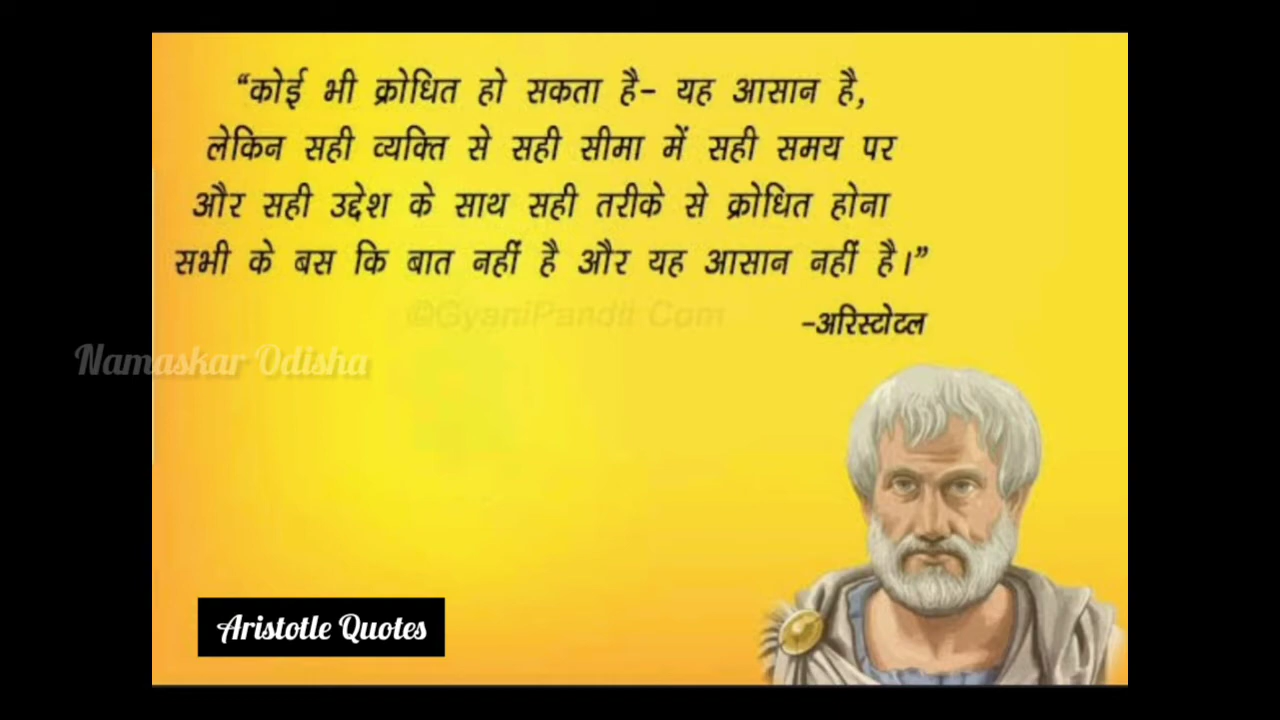 “कोई भी क्रोधित हो सकता है- यह आसान है,
लेकिन सही व्यक्ति से सही सीमा में सही समय पर
और सही उद्देश के साथ सही तरीके से क्रोधित होना
सभी के बस कि बात नहीं है और यह आसान नहीं है।”
©GyaniPandit Com
-अरिस्टोटल
Namaskar Odisha
Aristotle Quotes